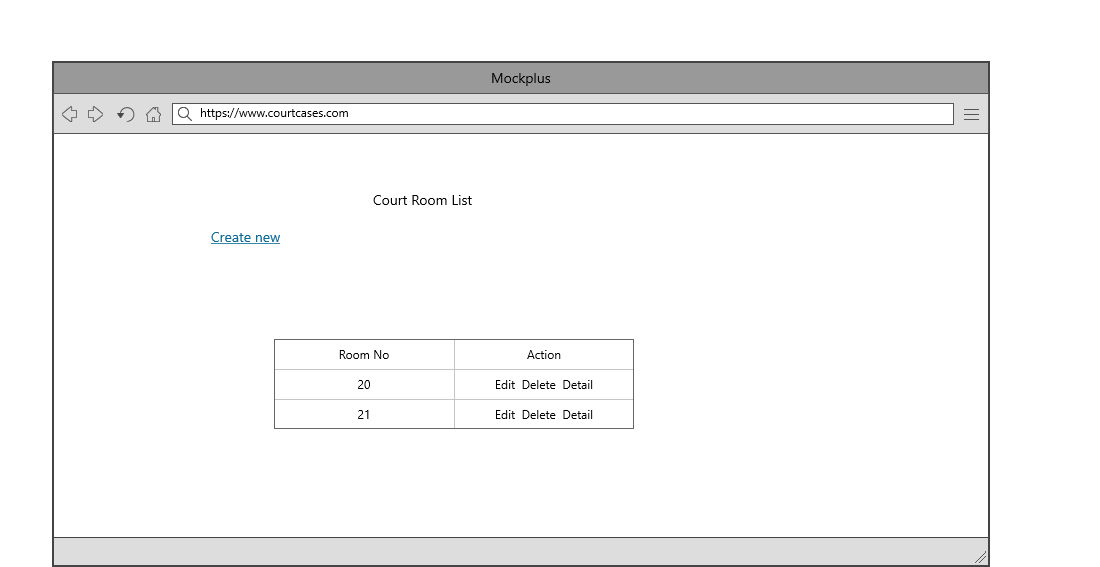 Mockplus
https://www.courtcases.com
Court Room List
Create new
Room No Action
20 Edit Delete Detail
21 Edit Delete Detail